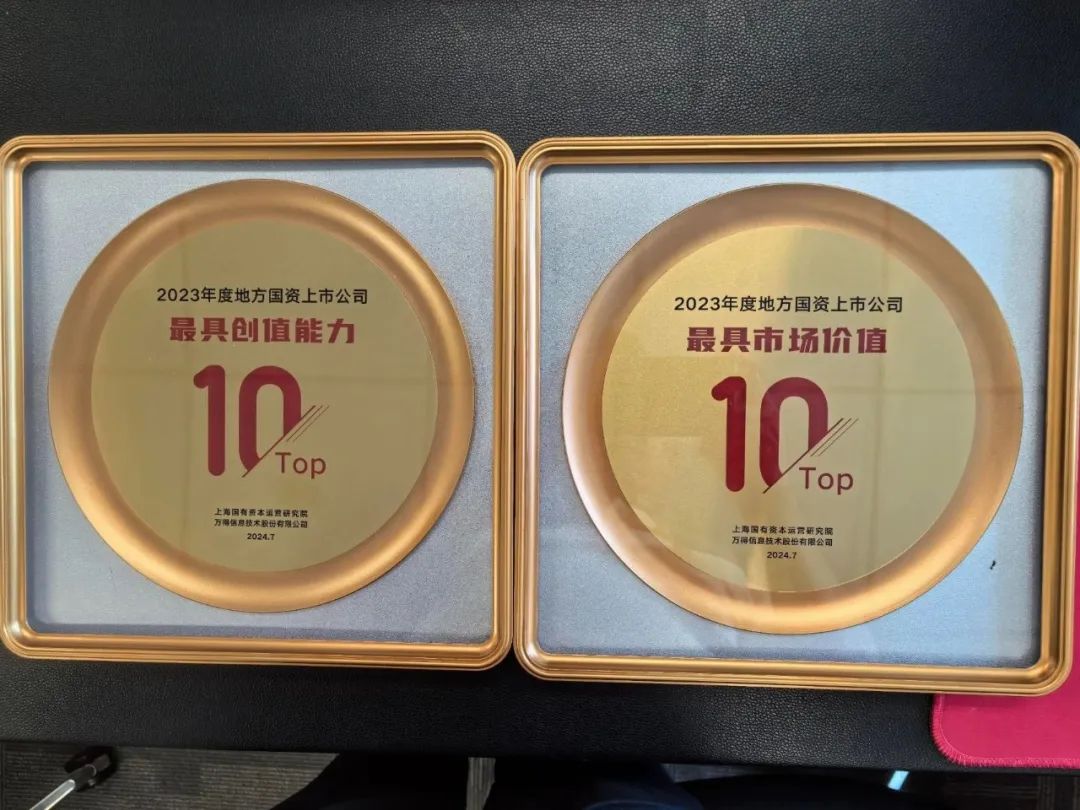 2023年度地方国资上市公司
最具创值能力
10
Top
上海国有资本运营研究院
万得信息技术股份有限公司
2024.7
2023年度地方国资上市公司
最具市场价值
10
Top
上海国有资本运营研究院
万得信息技术股份有限公司
2024.7